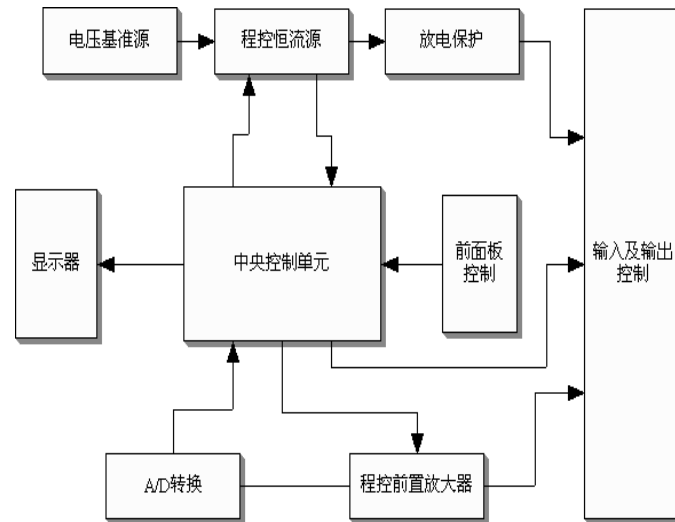 电压基准源
程控恒流源
放电保护
显示器
中央控制单元
前面板
控制
输入及输出
控制
A/D转换
程控前置放大器